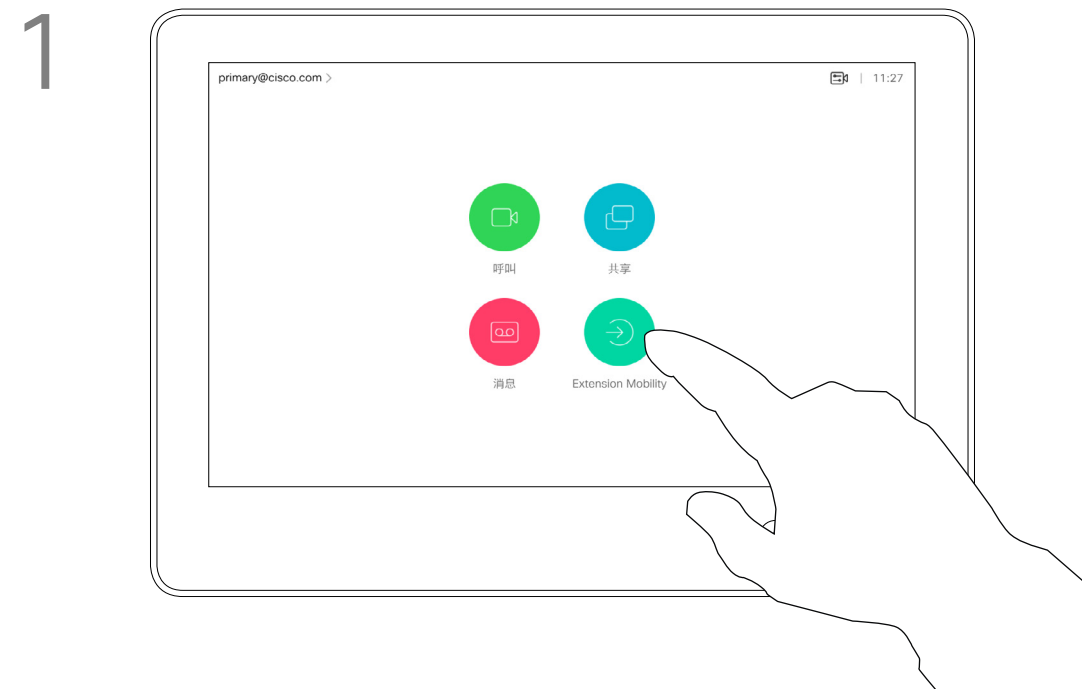 1
primary@cisco.com >
11:27
呼叫
共享
消息
Extension Mobility